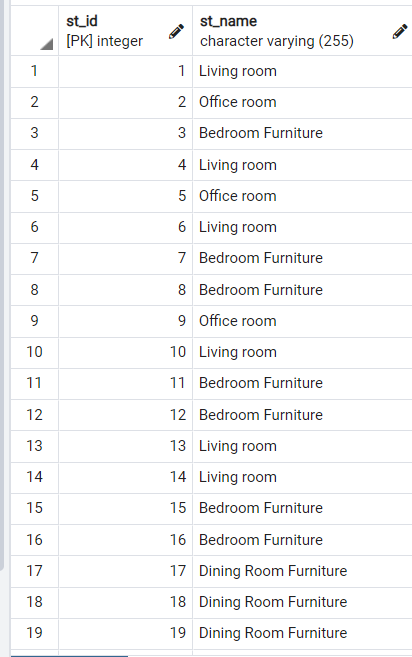 st_id st_name
[PK] integer character varying (255)
1 1 Living room
2 2 Office room
3 3 Bedroom Furniture
4 4 Living room
5 5 Office room
6 6 Living room
7 7 Bedroom Furniture
8 8 Bedroom Furniture
9 9 Office room
10 10 Living room
11 11 Bedroom Furniture
12 12 Bedroom Furniture
13 13 Living room
14 14 Living room
15 15 Bedroom Furniture
16 16 Bedroom Furniture
17 17 Dining Room Furniture
18 18 Dining Room Furniture
19 19 Dining Room Furniture